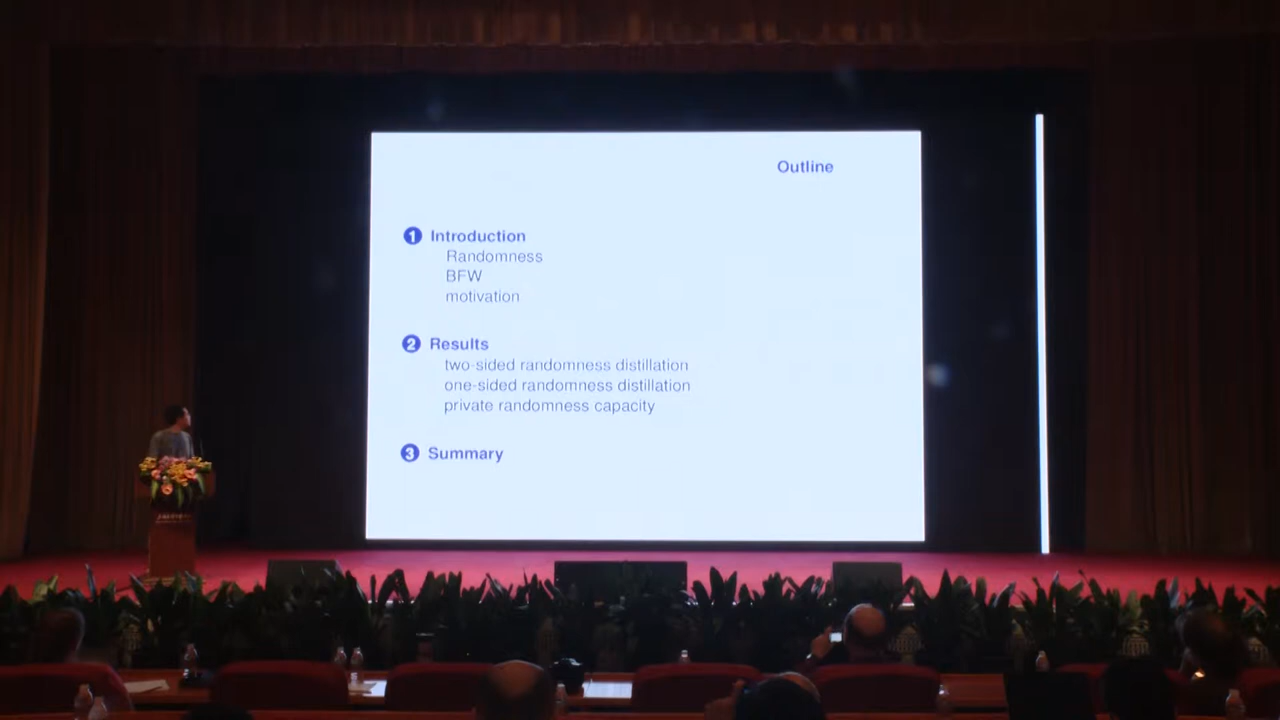 Outline
1 Introduction
Randomness
BFW
motivation
2 Results
two-sided randomness distillation
one-sided randomness distillation
private randomness capacity
3 Summary